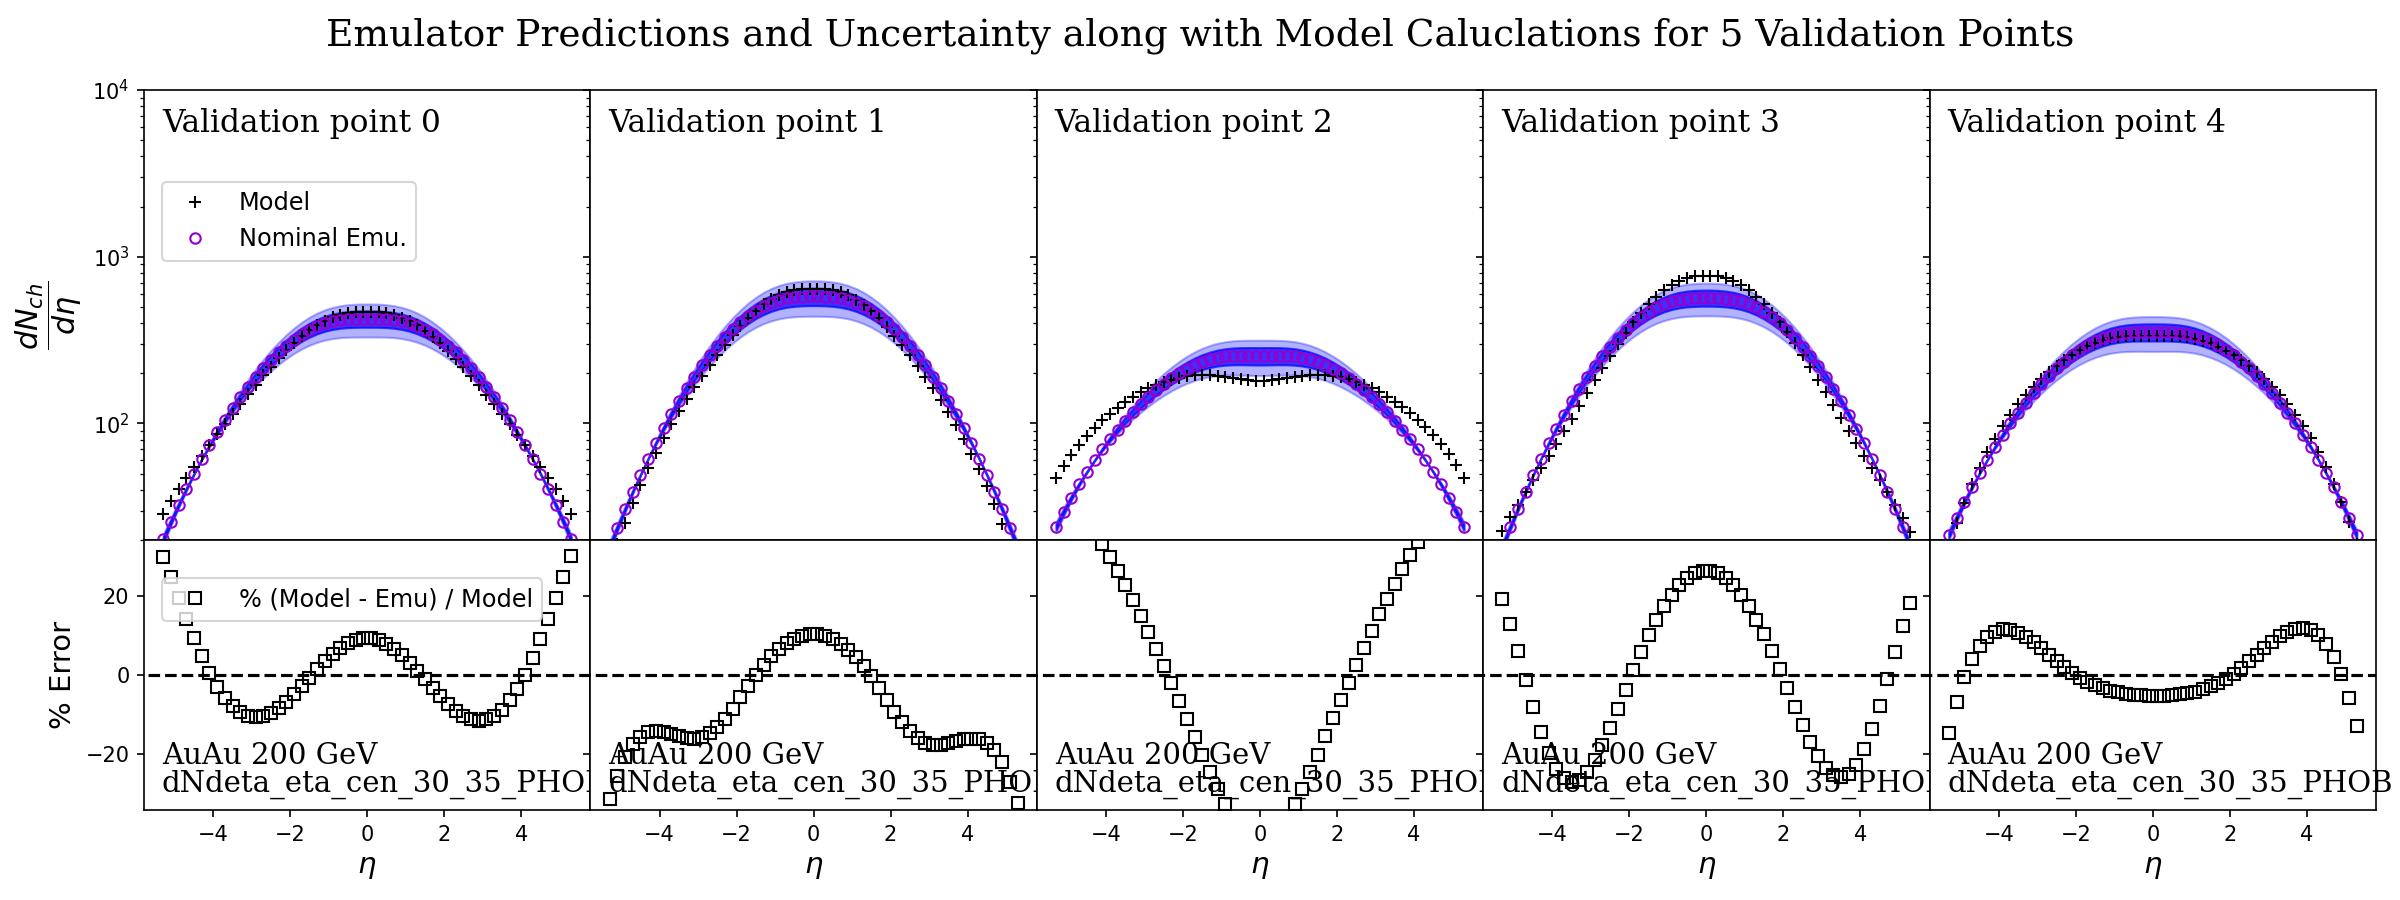 Emulator Predictions and Uncertainty along with Model Caluclations for 5 Validation Points
Validation point 0
Validation point 1
Validation point 2
Validation point 3
Validation point 4
Model
Nominal Emu.
dN_ch
dη
10^4
10^3
10^2
% (Model - Emu) / Model
% Error
20
0
−20
AuAu 200 GeV
dNdeta_eta_cen_30_35_PHO
AuAu 200 GeV
dNdeta_eta_cen_30_35_PHO
AuAu 200 GeV
dNdeta_eta_cen_30_35_PHO
AuAu 200 GeV
dNdeta_eta_cen_30_35_PHO
AuAu 200 GeV
dNdeta_eta_cen_30_35_PHOB
−4 −2 0 2 4
−4 −2 0 2 4
−4 −2 0 2 4
−4 −2 0 2 4
−4 −2 0 2 4
η
η
η
η
η